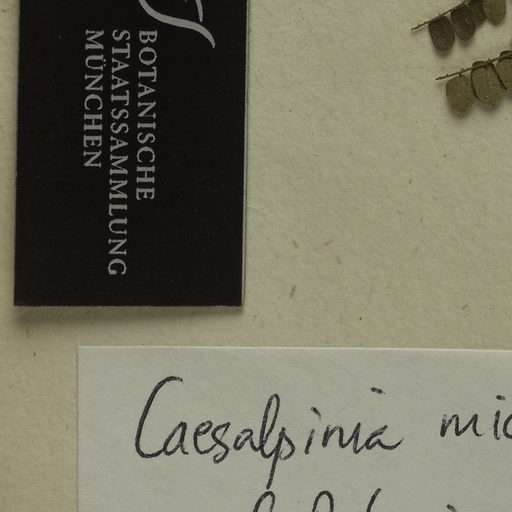 BOTANISCHE
STAATSSAMMLUNG
MÜNCHEN
Caesalpinia mic